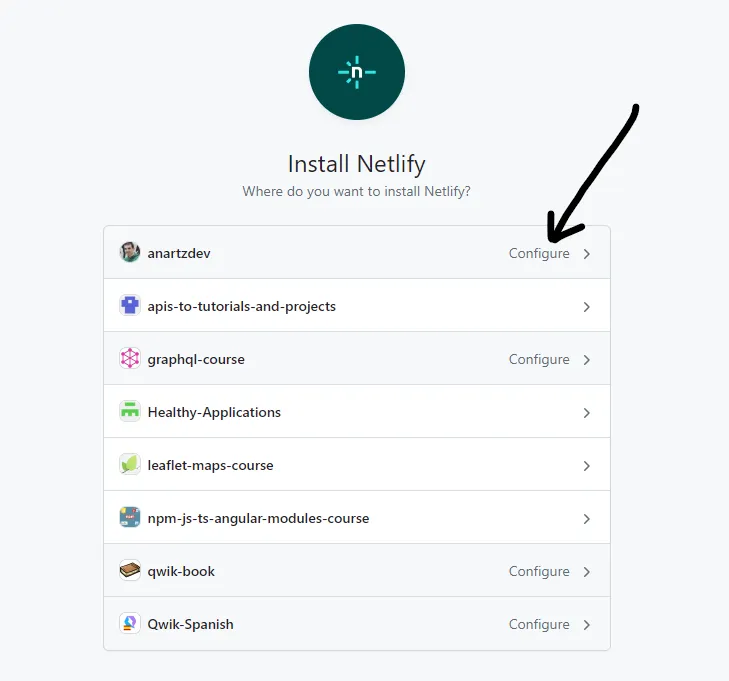 n
Install Netlify
Where do you want to install Netlify?
anartzdev Configure
apis-to-tutorials-and-projects
graphql-course Configure
Healthy-Applications
leaflet-maps-course
npm-js-ts-angular-modules-course
qwik-book Configure
Qwik-Spanish Configure